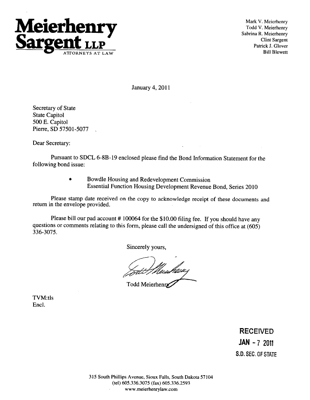 Meierhenry
Sargent LLP
ATTORNEYS AT LAW
Mark V. Meierhenry
Todd V. Meierhenry
Sabrina R. Meierhenry
Clint Sargent
Patrick J. Glover
Bill Blewett
January 4, 2011
Secretary of State
State Capitol
500 E. Capitol
Pierre, SD 57501-5077
Dear Secretary:
Pursuant to SDCL 6-8B-19 enclosed please find the Bond Information Statement for
the following bond issue:
• Bowdle Housing and Redevelopment Commission
Essential Function Housing Development Revenue Bond, Series 2010
Please stamp date received on the copy to acknowledge receipt of these documents and
return in the envelope provided.
Please bill our pad account # 100064 for the $10.00 filing fee. If you should have any
questions or comments relating to this form, please call the undersigned of this office at (605)
336-3075.
Sincerely yours,
Todd Meierhenry
Todd Meierhenry
TVM:tls
Encl.
RECEIVED
JAN - 7 2011
S.D. SEC. OF STATE
315 South Phillips Avenue, Sioux Falls, South Dakota 57104
(tel) 605.336.3075 (fax) 605.336.2593
www.meierhenrylaw.com